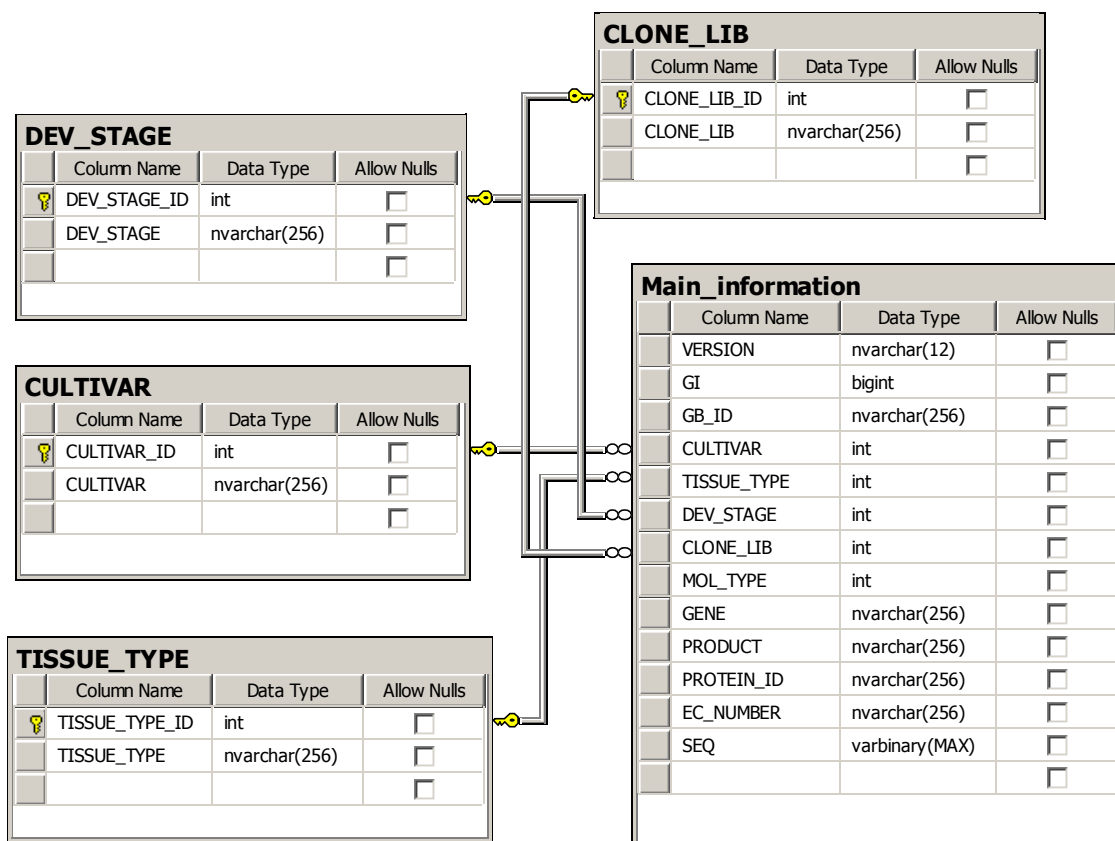 CLONE_LIB
Column Name Data Type Allow Nulls
CLONE_LIB_ID int
CLONE_LIB nvarchar(256)
DEV_STAGE
Column Name Data Type Allow Nulls
DEV_STAGE_ID int
DEV_STAGE nvarchar(256)
Main_information
Column Name Data Type Allow Nulls
VERSION nvarchar(12)
GI bigint
GB_ID nvarchar(256)
CULTIVAR int
TISSUE_TYPE int
DEV_STAGE int
CLONE_LIB int
MOL_TYPE int
GENE nvarchar(256)
PRODUCT nvarchar(256)
PROTEIN_ID nvarchar(256)
EC_NUMBER nvarchar(256)
SEQ varbinary(MAX)
CULTIVAR
Column Name Data Type Allow Nulls
CULTIVAR_ID int
CULTIVAR nvarchar(256)
TISSUE_TYPE
Column Name Data Type Allow Nulls
TISSUE_TYPE_ID int
TISSUE_TYPE nvarchar(256)